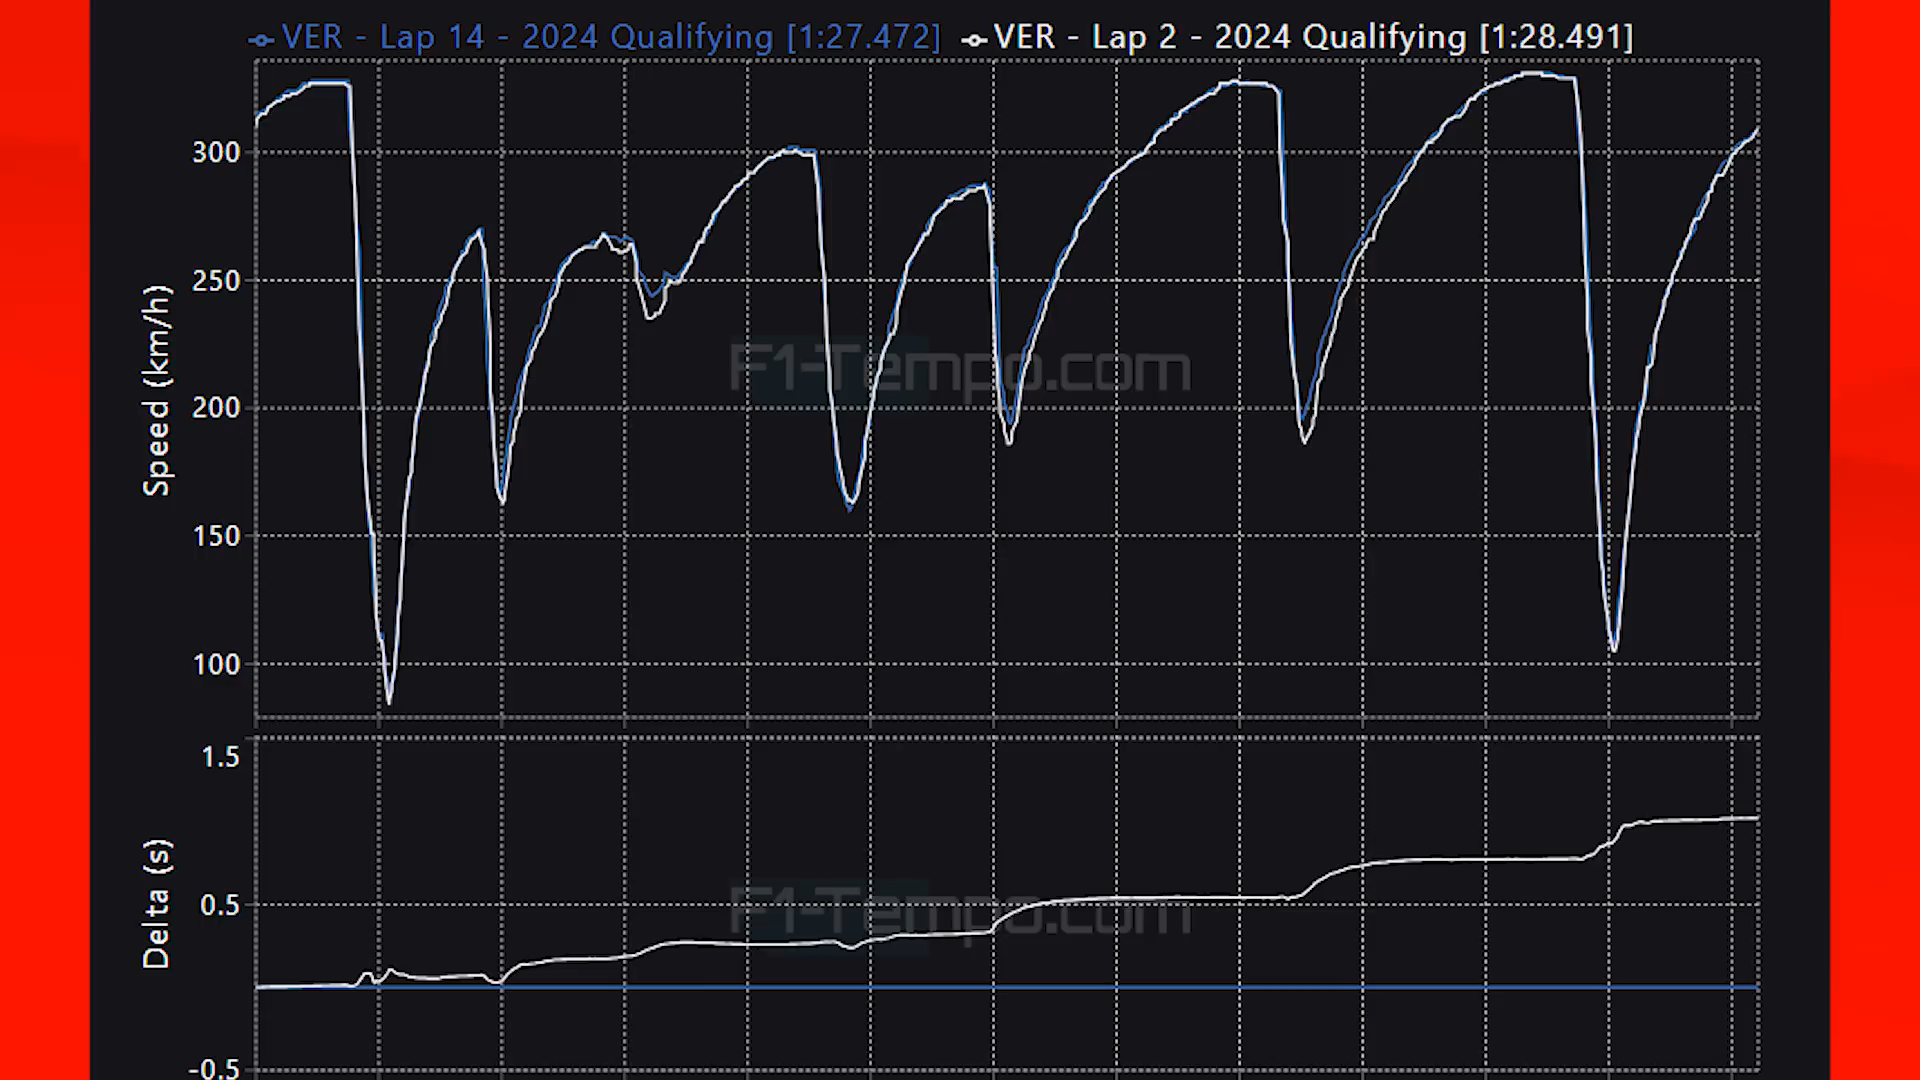 VER - Lap 14 - 2024 Qualifying [1:27.472] VER - Lap 2 - 2024 Qualifying [1:28.491]
300
250
200
150
100
Speed (km/h)
F1-Tempo.com
1.5
0.5
-0.5
Delta (s)
F1-Tempo.com